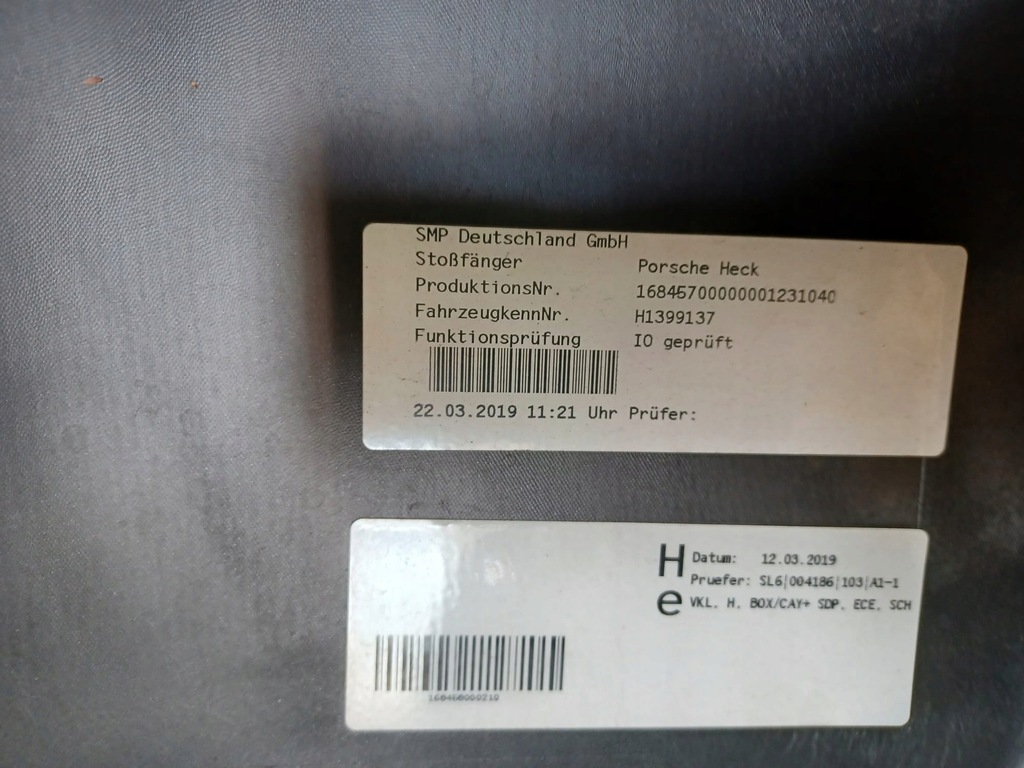 SMP Deutschland GmbH
Stoßfänger Porsche Heck
ProduktionsNr. 16845700000001231040
FahrzeugkennNr. H1399137
Funktionsprüfung IO geprüft
22.03.2019 11:21 Uhr Prüfer:
H Datum: 12.03.2019
Pruefer: SL6|004186|103|A1-1
e VKL. H. BOX/CAY+ SDP. ECE. SCH